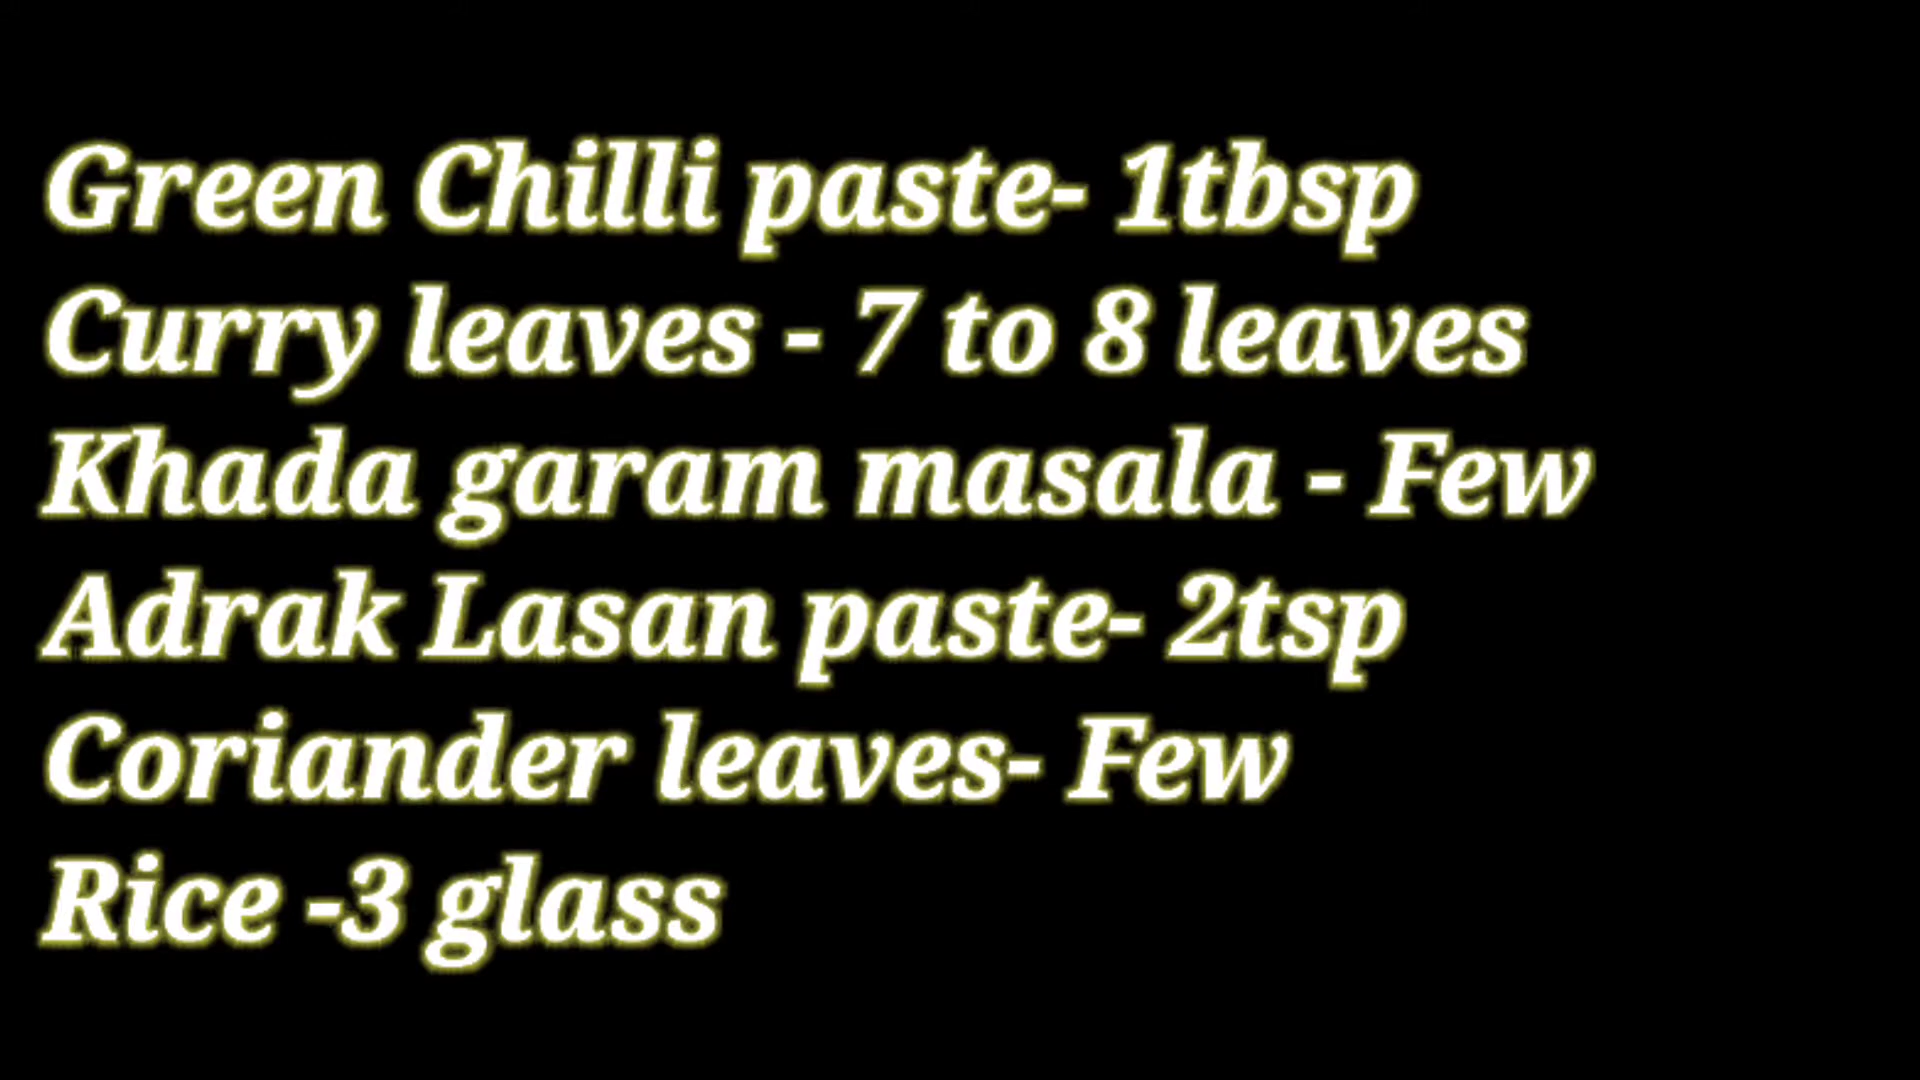 Green Chilli paste- 1tbsp
Curry leaves - 7 to 8 leaves
Khada garam masala - Few
Adrak Lasan paste- 2tsp
Coriander leaves- Few
Rice -3 glass